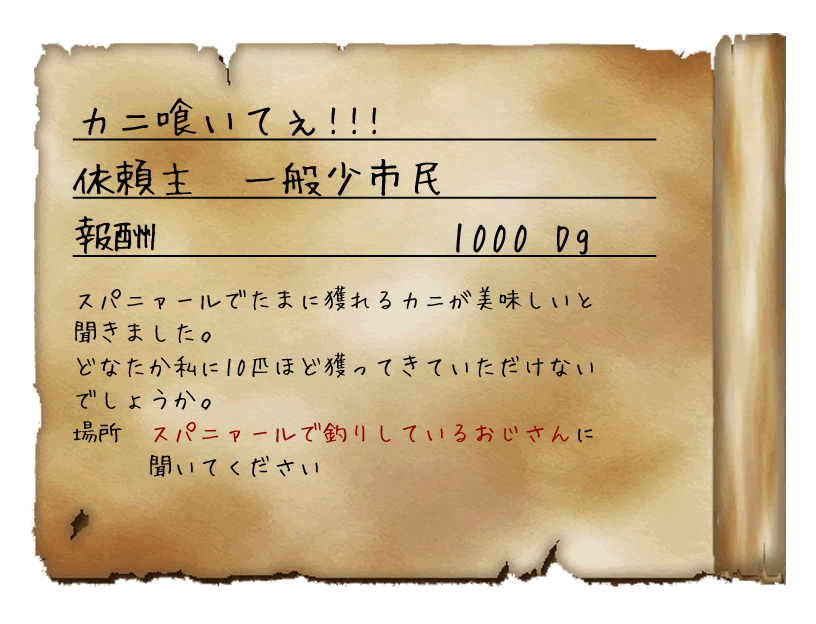 カニ喰いてぇ!!!
依頼主　一般少市民
報酬　1000 Dg
スパニァールでたまに獲れるカニが美味しいと
聞きました。
どなたか私に10匹ほど獲ってきていただけない
でしょうか。
場所　スパニァールで釣りしているおじさんに
聞いてください